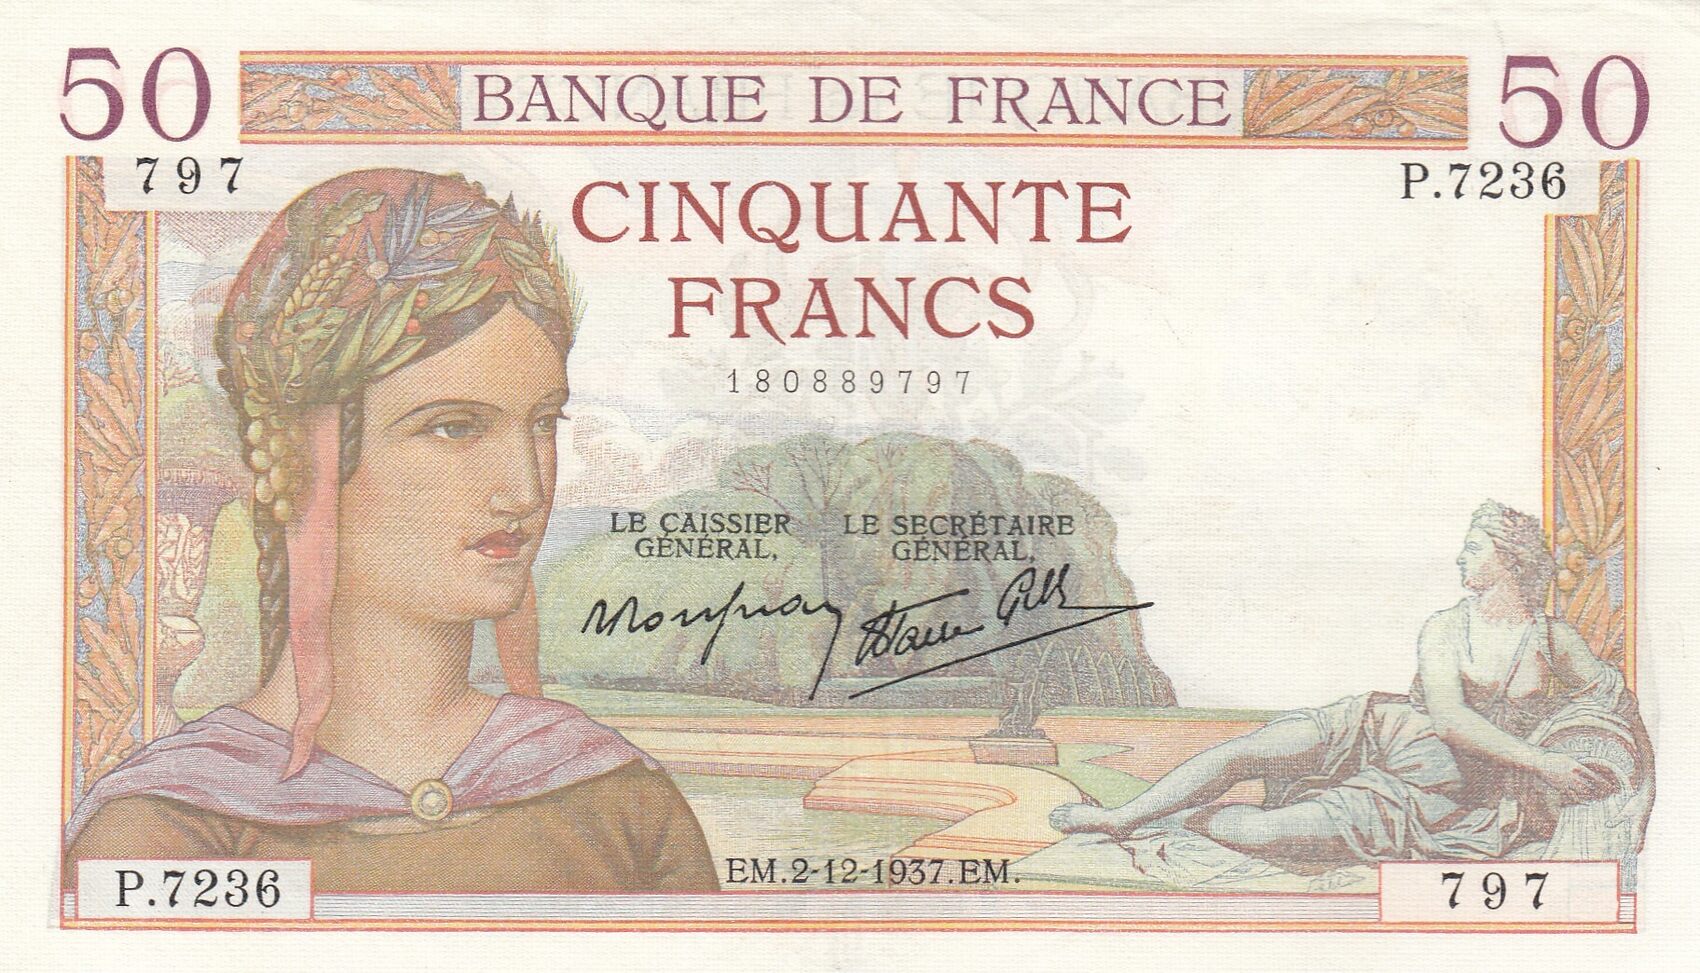 50 BANQUE DE FRANCE 50
797 P.7236
CINQUANTE
FRANCS
180889797
LE CAISSIER
GÉNÉRAL,
LE SECRÉTAIRE
GÉNÉRAL,
EM.2-12-1937.EM.
P.7236 797